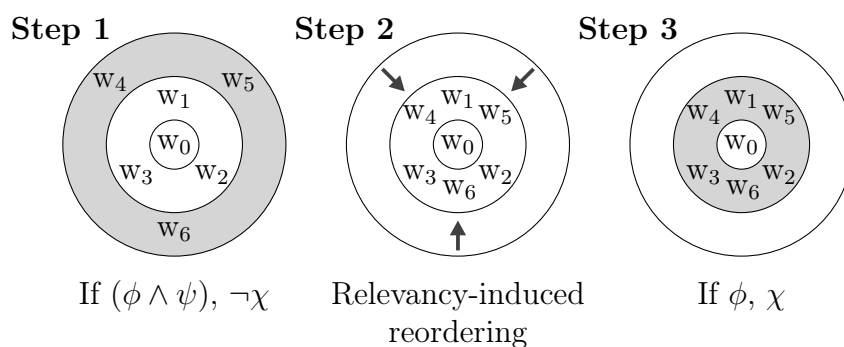 Step 1 Step 2 Step 3
w₄ w₅ w₁ w₀ w₃ w₂ w₆
w₁ w₄ w₅ w₀ w₃ w₂ w₆
w₁ w₄ w₅ w₀ w₃ w₂ w₆
If (ϕ ∧ ψ), ¬χ
Relevancy-induced
reordering
If ϕ, χ